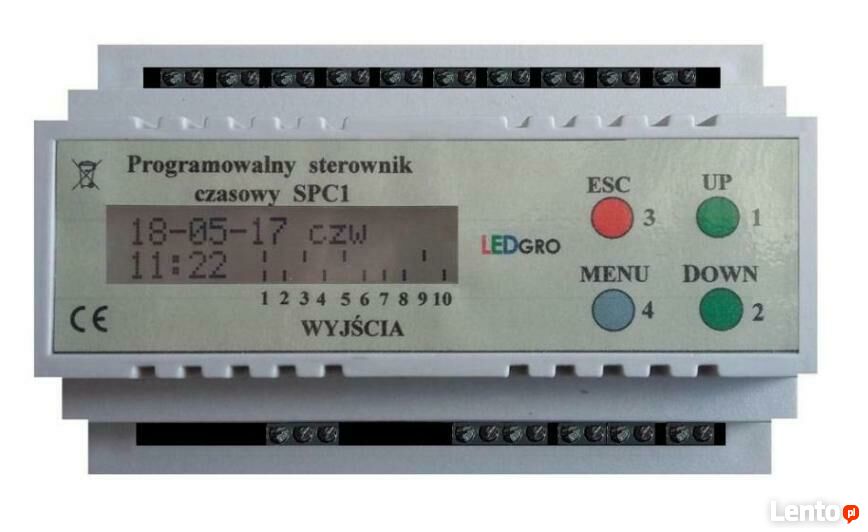 Programowalny sterownik
czasowy SPC1
18-05-17 czw
11:22
1 2 3 4 5 6 7 8 9 10
WYJŚCIA
CE
LEDGRO
ESC
3
UP
1
MENU
4
DOWN
2
Lento.pl